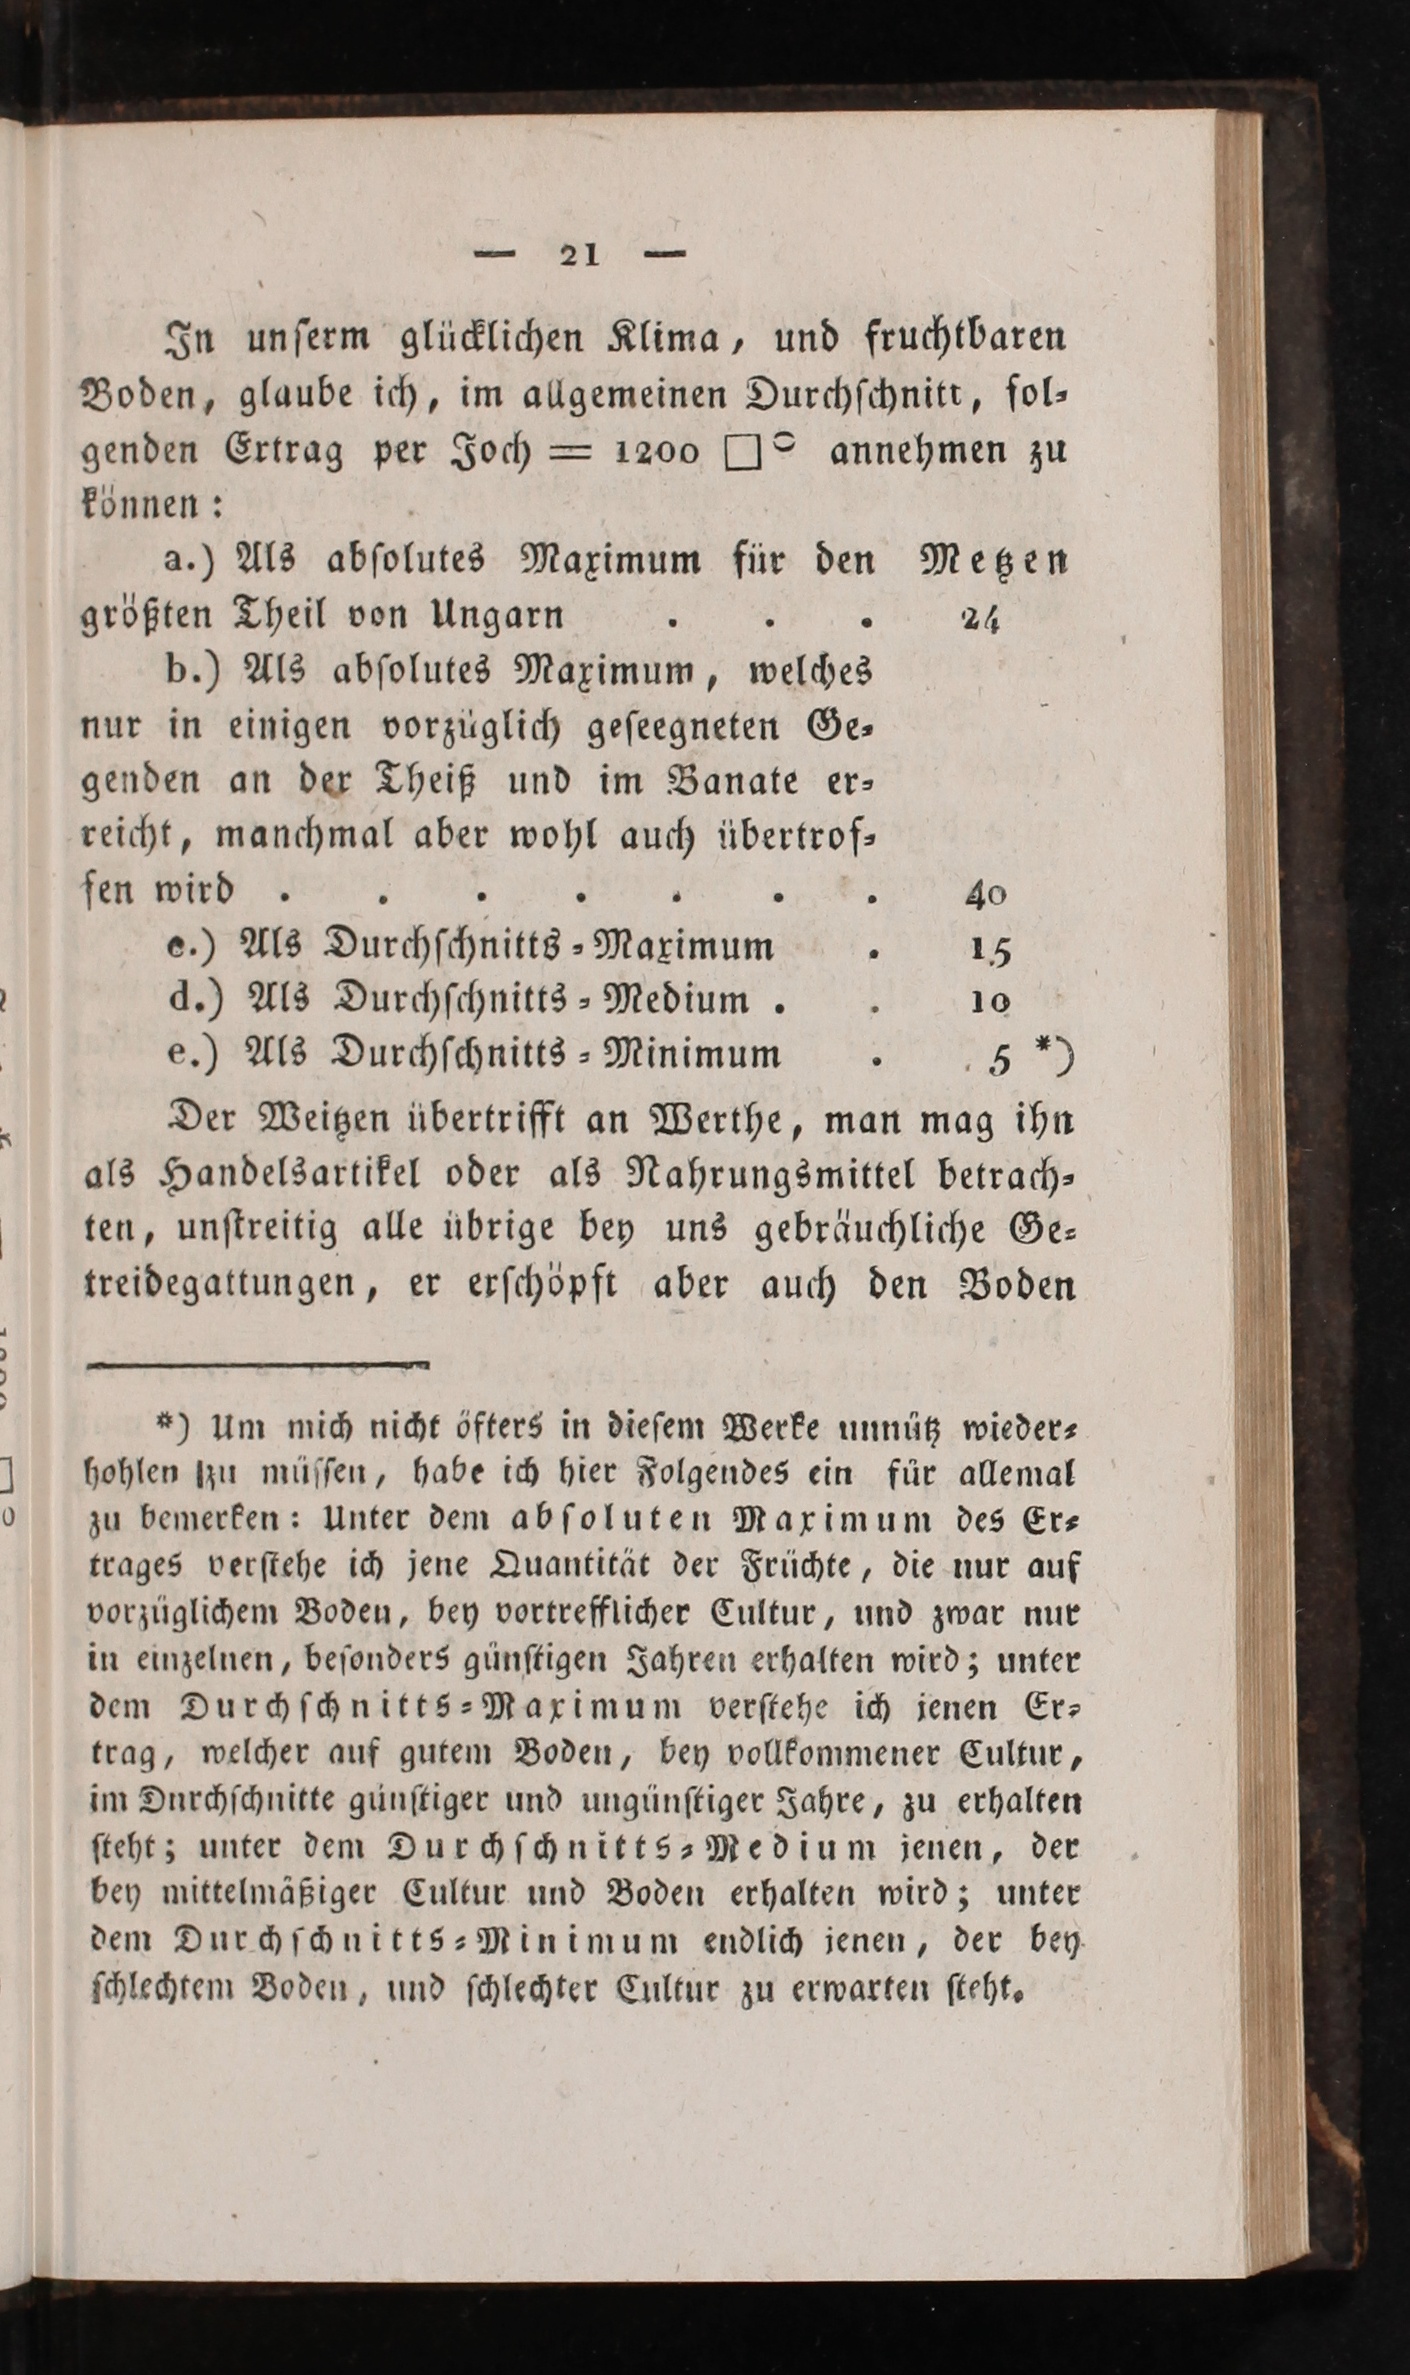 — 21 —
In unſerm glücklichen Klima, und fruchtbaren
Boden, glaube ich, im allgemeinen Durchſchnitt, fol⸗
genden Ertrag per Joch = 1200 □° annehmen zu
können:
a.) Als abſolutes Maximum für den Metzen
größten Theil von Ungarn . . . 24
b.) Als abſolutes Maximum, welches
nur in einigen vorzüglich geſeegneten Ge⸗
genden an der Theiß und im Banate er⸗
reicht, manchmal aber wohl auch übertrof⸗
fen wird . . . . . . . 40
c.) Als Durchſchnitts⸗Maximum . 15
d.) Als Durchſchnitts⸗Medium . . 10
e.) Als Durchſchnitts⸗Minimum . 5 *)
Der Weitzen übertrifft an Werthe, man mag ihn
als Handelsartikel oder als Nahrungsmittel betrach⸗
ten, unſtreitig alle übrige bey uns gebräuchliche Ge⸗
treidegattungen, er erſchöpft aber auch den Boden
*) Um mich nicht öfters in dieſem Werke unnütz wieder⸗
hohlen zu müſſen, habe ich hier Folgendes ein für allemal
zu bemerken: Unter dem abſoluten Maximum des Er⸗
trages verſtehe ich jene Quantität der Früchte, die nur auf
vorzüglichem Boden, bey vortrefflicher Cultur, und zwar nur
in einzelnen, beſonders günſtigen Jahren erhalten wird; unter
dem Durchſchnitts⸗Maximum verſtehe ich jenen Er⸗
trag, welcher auf gutem Boden, bey vollkommener Cultur,
im Durchſchnitte günſtiger und ungünſtiger Jahre, zu erhalten
ſteht; unter dem Durchſchnitts⸗Medium jenen, der
bey mittelmäßiger Cultur und Boden erhalten wird; unter
dem Durchſchnitts⸗Minimum endlich jenen, der bey
ſchlechtem Boden, und ſchlechter Cultur zu erwarten ſteht.